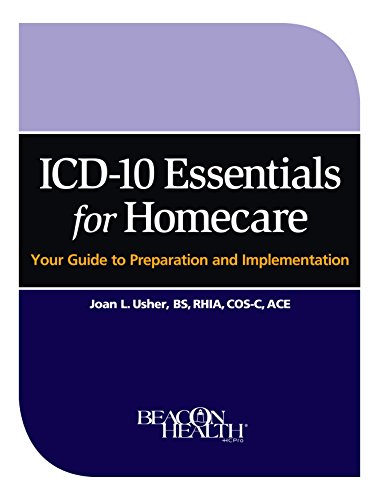 ICD-10 Essentials
for Homecare
Your Guide to Preparation and Implementation
Joan L. Usher, BS, RHIA, COS-C, ACE
BEACON
HEALTH®
HCPro